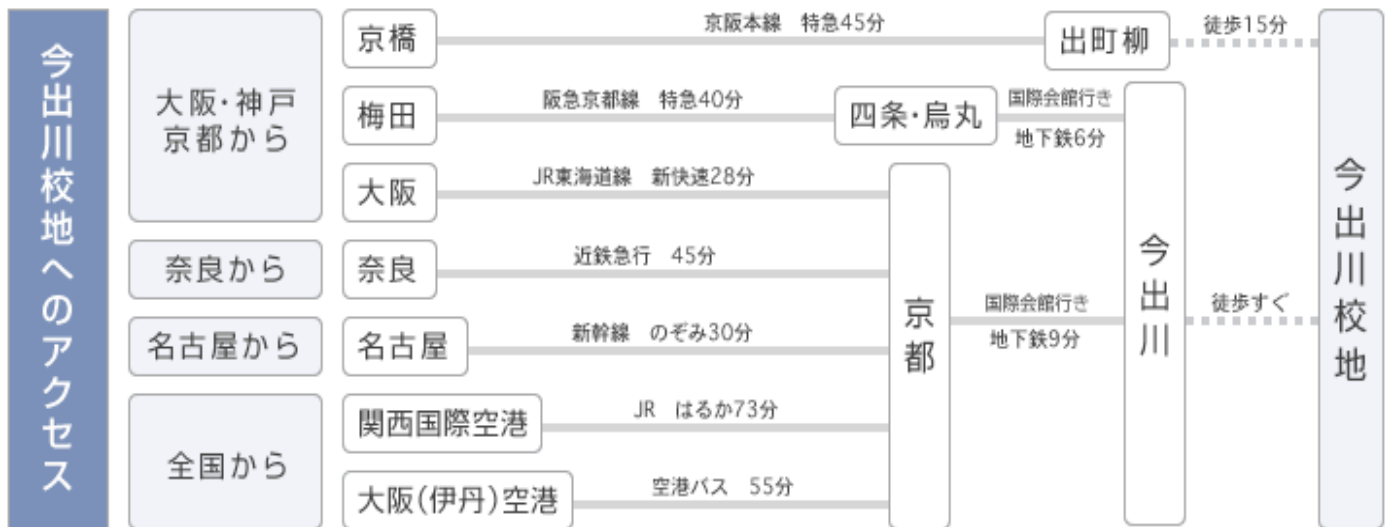 今出川校地へのアクセス
大阪・神戸
京都から
京橋
京阪本線 特急45分
出町柳
徒歩15分
梅田
阪急京都線 特急40分
四条・烏丸
国際会館行き
地下鉄6分
大阪
JR東海道線 新快速28分
奈良から
奈良
近鉄急行 45分
名古屋から
名古屋
新幹線 のぞみ30分
全国から
関西国際空港
JR はるか73分
大阪(伊丹)空港
空港バス 55分
京都
国際会館行き
地下鉄9分
今出川
徒歩すぐ
今出川校地